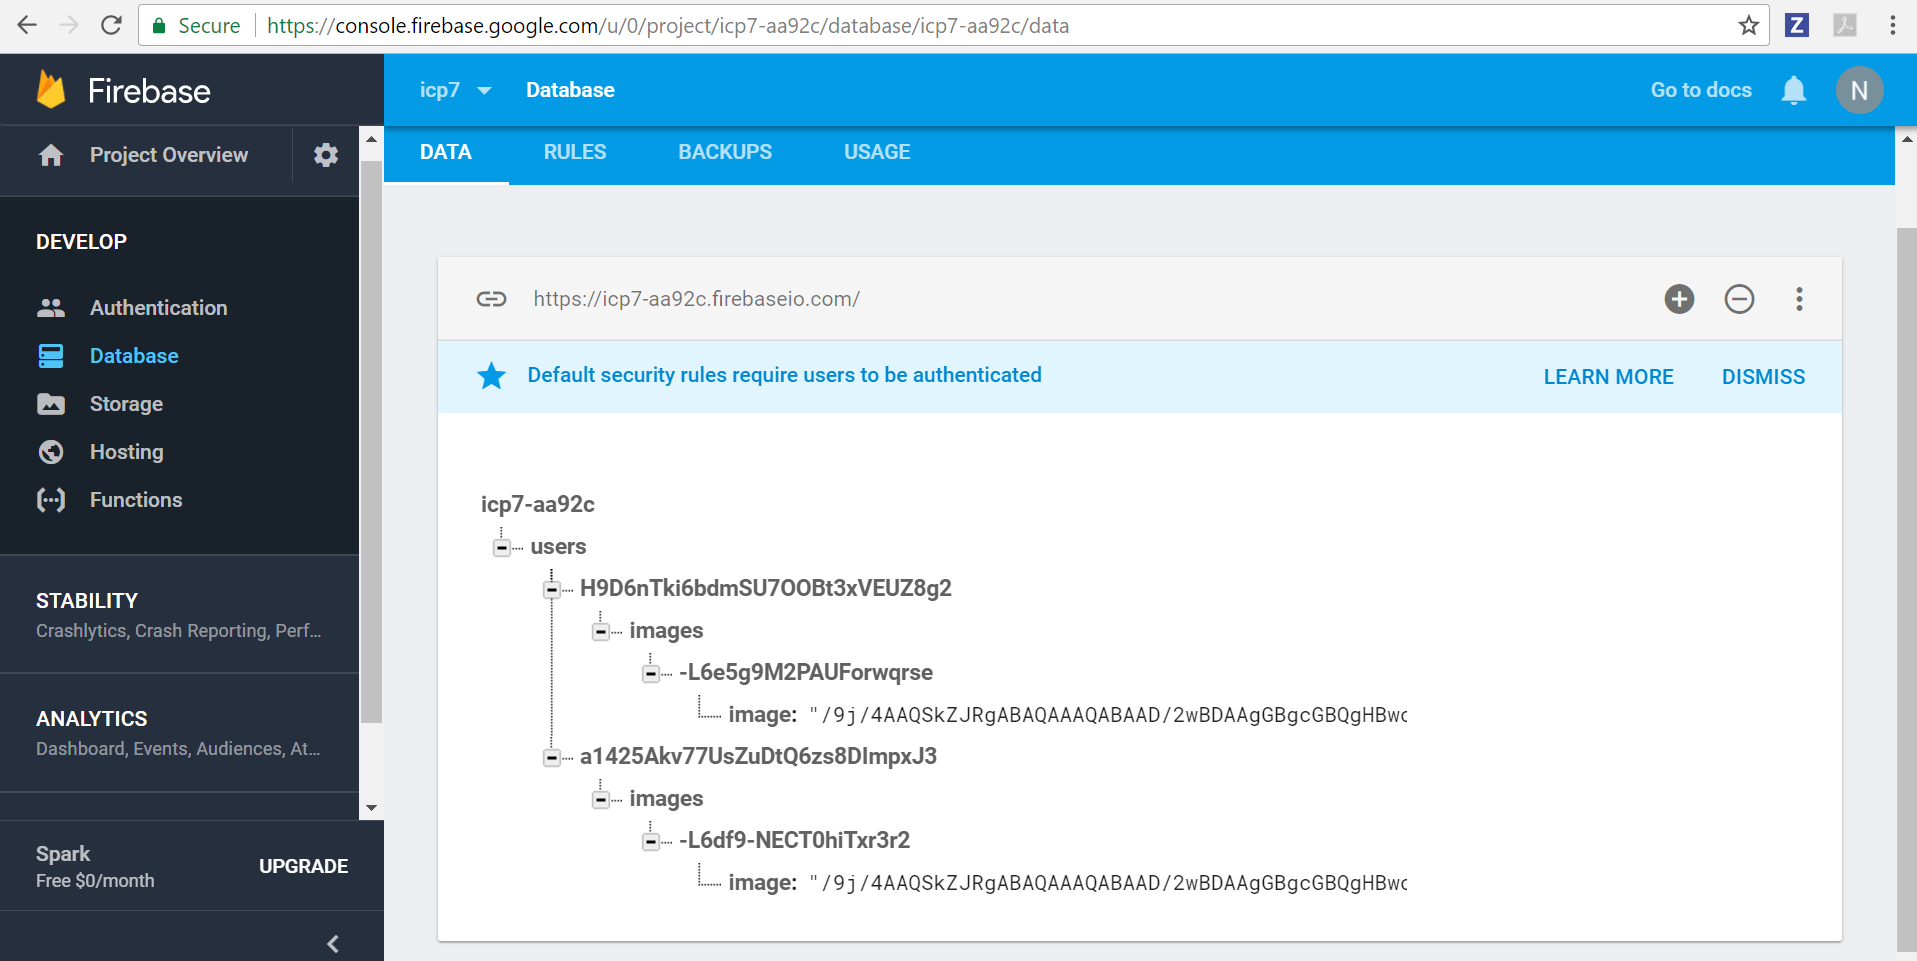 Secure https://console.firebase.google.com/u/0/project/icp7-aa92c/database/icp7-aa92c/data
Z
Firebase
icp7 Database
Go to docs
N
Project Overview
DATA RULES BACKUPS USAGE
DEVELOP
Authentication
Database
Storage
Hosting
Functions
STABILITY
Crashlytics, Crash Reporting, Perf...
ANALYTICS
Dashboard, Events, Audiences, At...
Spark
Free $0/month
UPGRADE
https://icp7-aa92c.firebaseio.com/
Default security rules require users to be authenticated
LEARN MORE DISMISS
icp7-aa92c
users
H9D6nTki6bdmSU7OOBt3xVEUZ8g2
images
-L6e5g9M2PAUForwqrse
image: "/9j/4AAQSkZJRgABAQAAAQABAAD/2wBDAAgGBgcGBQgHBwc
a1425Akv77UsZuDtQ6zs8DImpxJ3
images
-L6df9-NECT0hiTxr3r2
image: "/9j/4AAQSkZJRgABAQAAAQABAAD/2wBDAAgGBgcGBQgHBwc